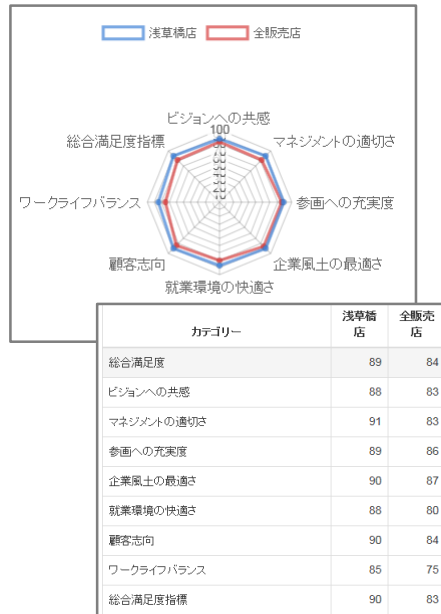 浅草橋店 全販売店
ビジョンへの共感
100
総合満足度指標 マネジメントの適切さ
ワークライフバランス 参画への充実度
顧客志向 企業風土の最適さ
就業環境の快適さ
カテゴリー 浅草橋店 全販売店
総合満足度 89 84
ビジョンへの共感 88 83
マネジメントの適切さ 91 83
参画への充実度 89 86
企業風土の最適さ 90 87
就業環境の快適さ 88 80
顧客志向 90 84
ワークライフバランス 85 75
総合満足度指標 90 83